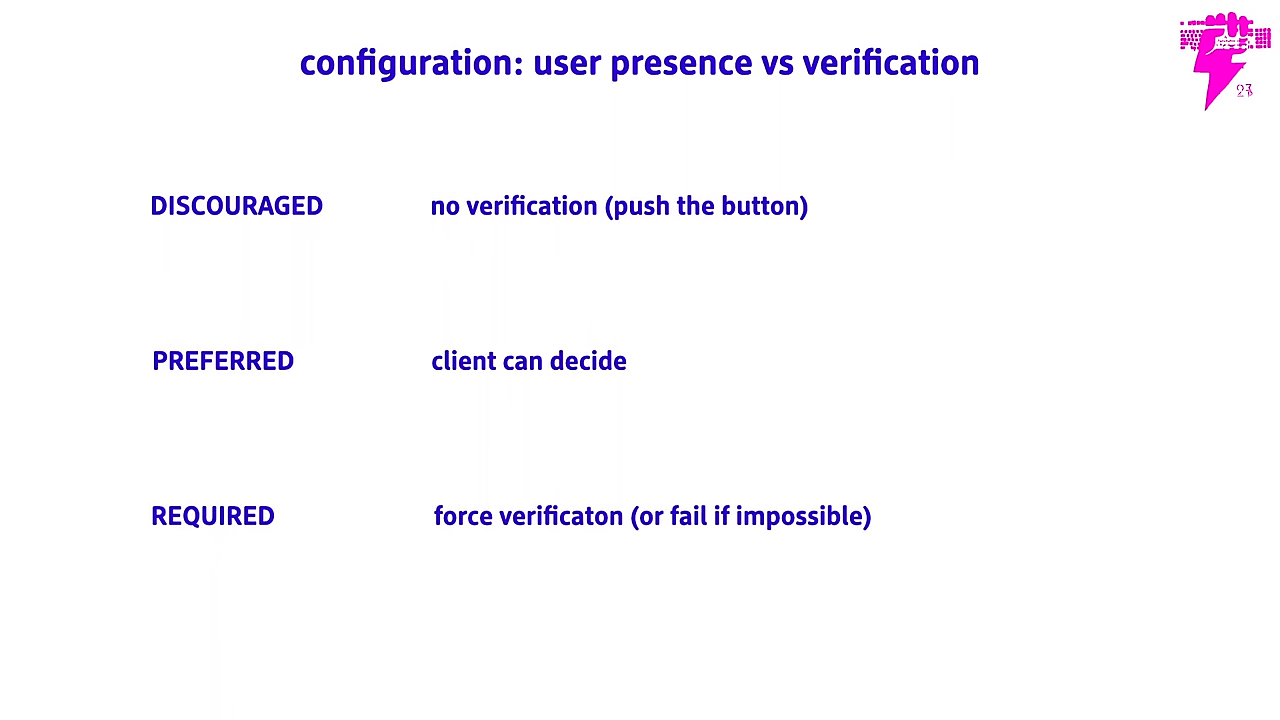 configuration: user presence vs verification
DISCOURAGED no verification (push the button)
PREFERRED client can decide
REQUIRED force verificaton (or fail if impossible)